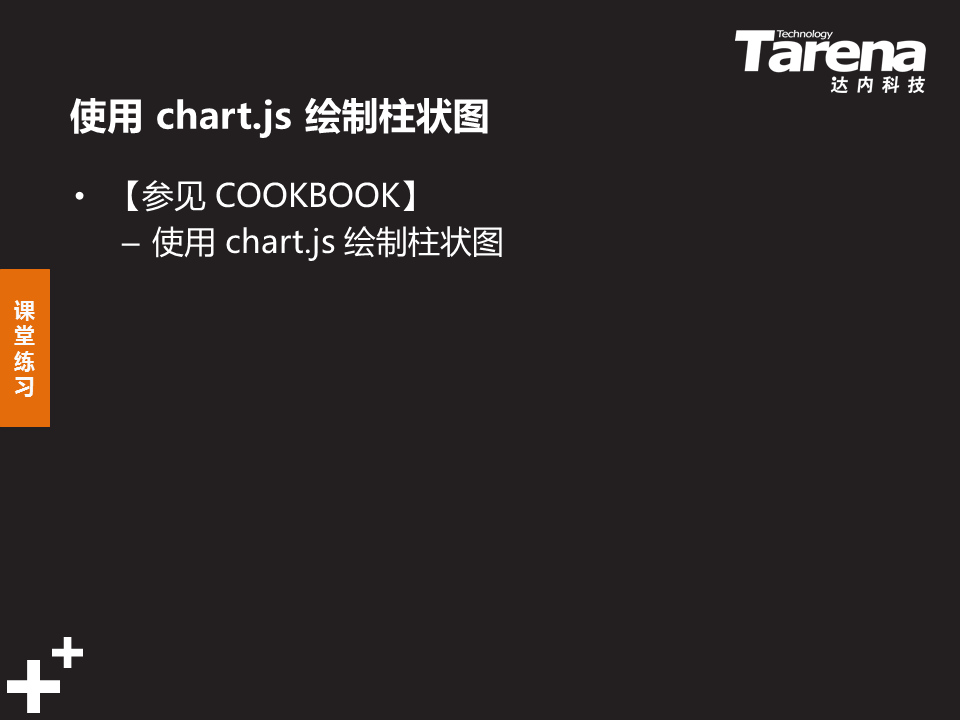 Technology
Tarena
达内科技
使用 chart.js 绘制柱状图
• 【参见 COOKBOOK】
– 使用 chart.js 绘制柱状图
课
堂
练
习